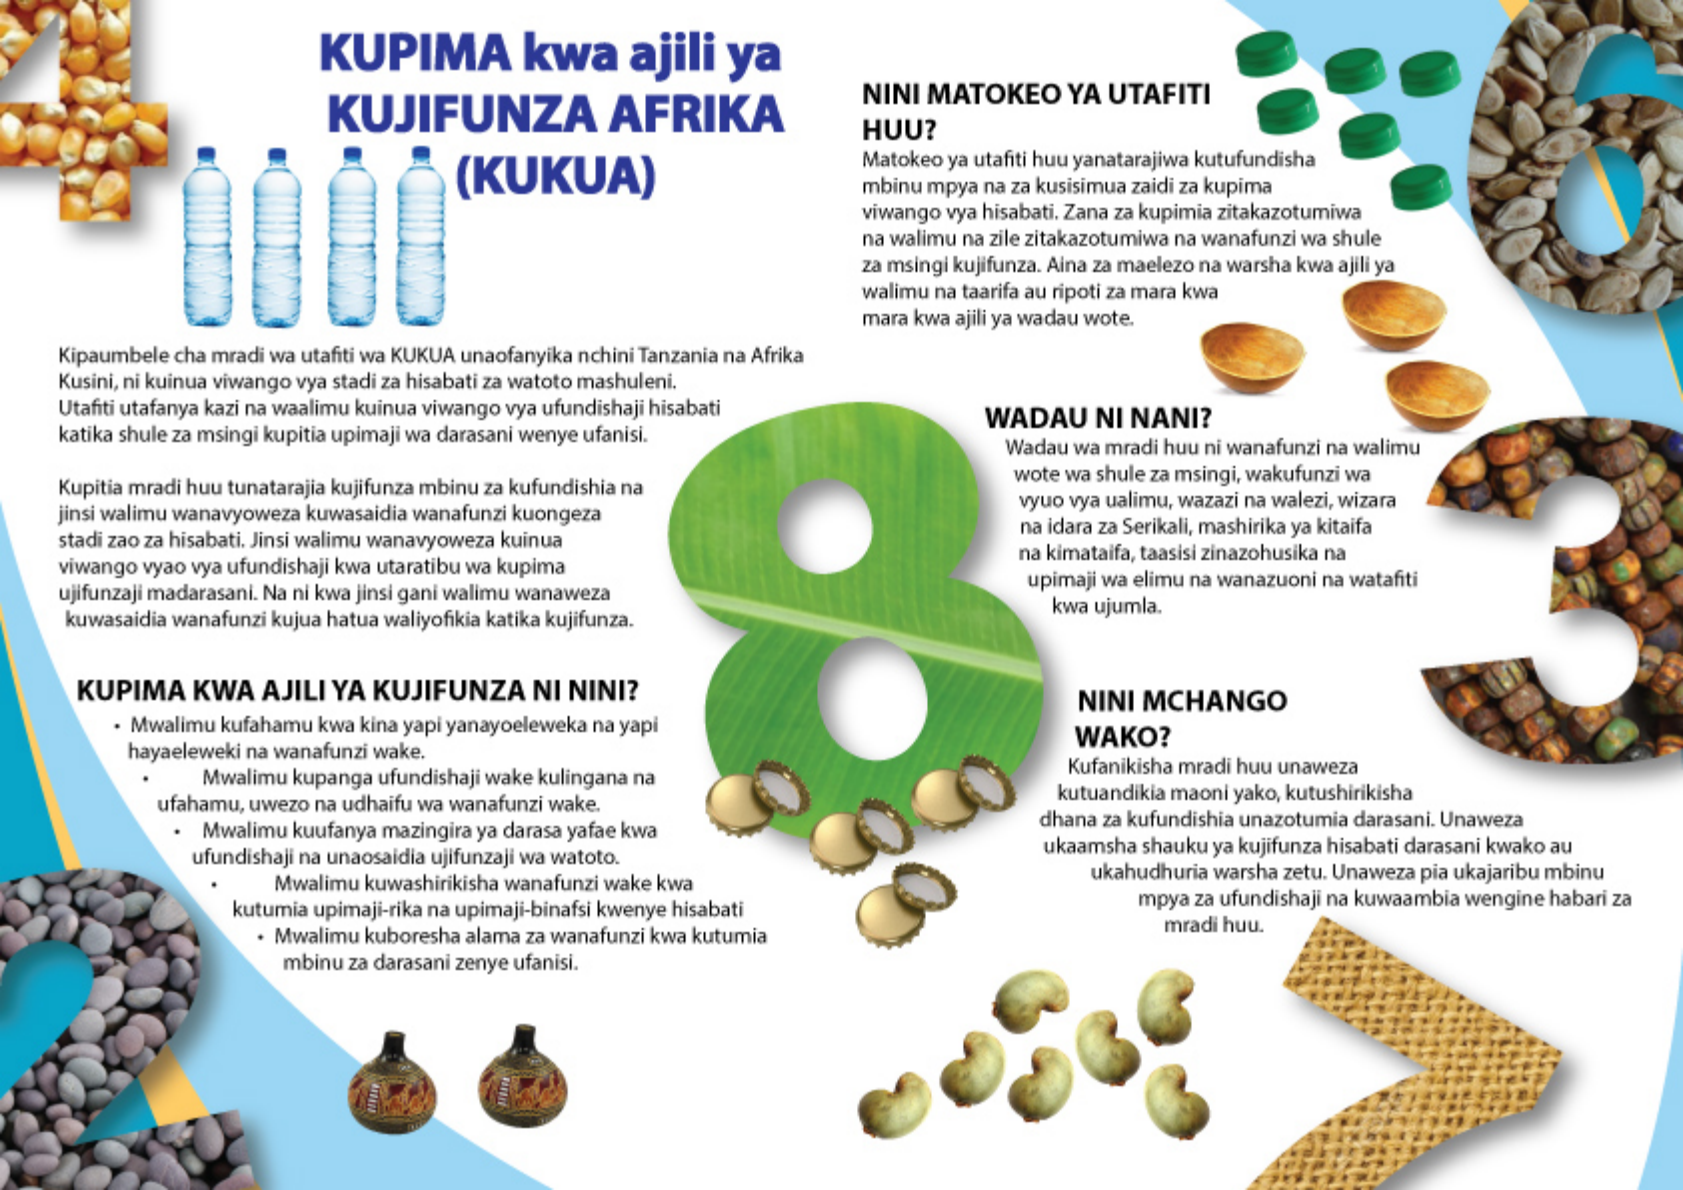 KUPIMA kwa ajili ya
KUJIFUNZA AFRIKA
(KUKUA)
Kipaumbele cha mradi wa utafiti wa KUKUA unaofanyika nchini Tanzania na Afrika
Kusini, ni kuinua viwango vya stadi za hisabati za watoto mashuleni.
Utafiti utafanya kazi na waalimu kuinua viwango vya ufundishaji hisabati
katika shule za msingi kupitia upimaji wa darasani wenye ufanisi.
Kupitia mradi huu tunatarajia kujifunza mbinu za kufundishia na
jinsi walimu wanavyoweza kuwasaidia wanafunzi kuongeza
stadi zao za hisabati. Jinsi walimu wanavyoweza kuinua
viwango vyao vya ufundishaji kwa utaratibu wa kupima
ujifunzaji madarasani. Na ni kwa jinsi gani walimu wanaweza
kuwasaidia wanafunzi kujua hatua waliyofikia katika kujifunza.
KUPIMA KWA AJILI YA KUJIFUNZA NI NINI?
• Mwalimu kufahamu kwa kina yapi yanayoeleweka na yapi
hayaeleweki na wanafunzi wake.
• Mwalimu kupanga ufundishaji wake kulingana na
ufahamu, uwezo na udhaifu wa wanafunzi wake.
• Mwalimu kuufanya mazingira ya darasa yafae kwa
ufundishaji na unaosaidia ujifunzaji wa watoto.
• Mwalimu kuwashirikisha wanafunzi wake kwa
kutumia upimaji-rika na upimaji-binafsi kwenye hisabati
• Mwalimu kuboresha alama za wanafunzi kwa kutumia
mbinu za darasani zenye ufanisi.
NINI MATOKEO YA UTAFITI
HUU?
Matokeo ya utafiti huu yanatarajiwa kutufundisha
mbinu mpya na za kusisimua zaidi za kupima
viwango vya hisabati. Zana za kupimia zitakazotumiwa
na walimu na zile zitakazotumiwa na wanafunzi wa shule
za msingi kujifunza. Aina za maelezo na warsha kwa ajili ya
walimu na taarifa au ripoti za mara kwa
mara kwa ajili ya wadau wote.
WADAU NI NANI?
Wadau wa mradi huu ni wanafunzi na walimu
wote wa shule za msingi, wakufunzi wa
vyuo vya ualimu, wazazi na walezi, wizara
na idara za Serikali, mashirika ya kitaifa
na kimataifa, taasisi zinazohusika na
upimaji wa elimu na wanazuoni na watafiti
kwa ujumla.
NINI MCHANGO
WAKO?
Kufanikisha mradi huu unaweza
kutuandikia maoni yako, kutushirikisha
dhana za kufundishia unazotumia darasani. Unaweza
ukaamsha shauku ya kujifunza hisabati darasani kwako au
ukahudhuria warsha zetu. Unaweza pia ukajaribu mbinu
mpya za ufundishaji na kuwaambia wengine habari za
mradi huu.
4
6
8
3
2
7